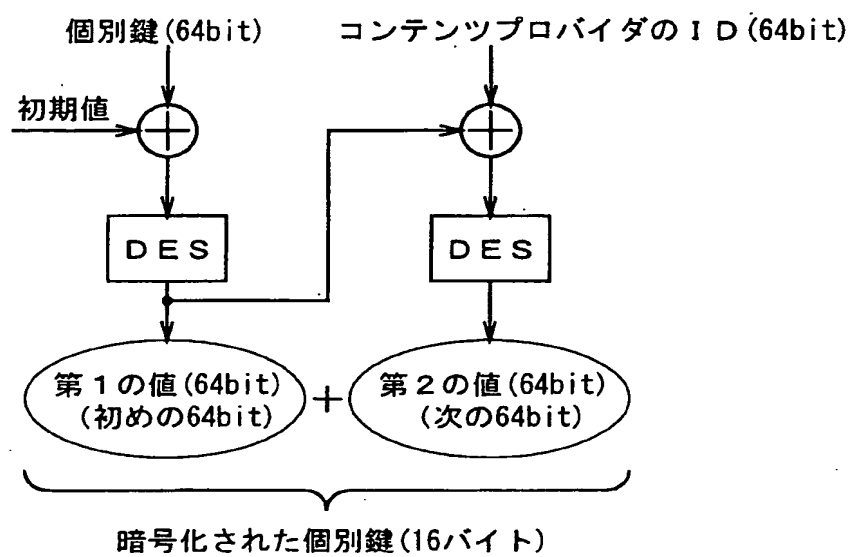 個別鍵(64bit)
コンテンツプロバイダのＩＤ(64bit)
初期値
ＤＥＳ
ＤＥＳ
第１の値(64bit)
(初めの64bit)
+
第２の値(64bit)
(次の64bit)
暗号化された個別鍵(16バイト)